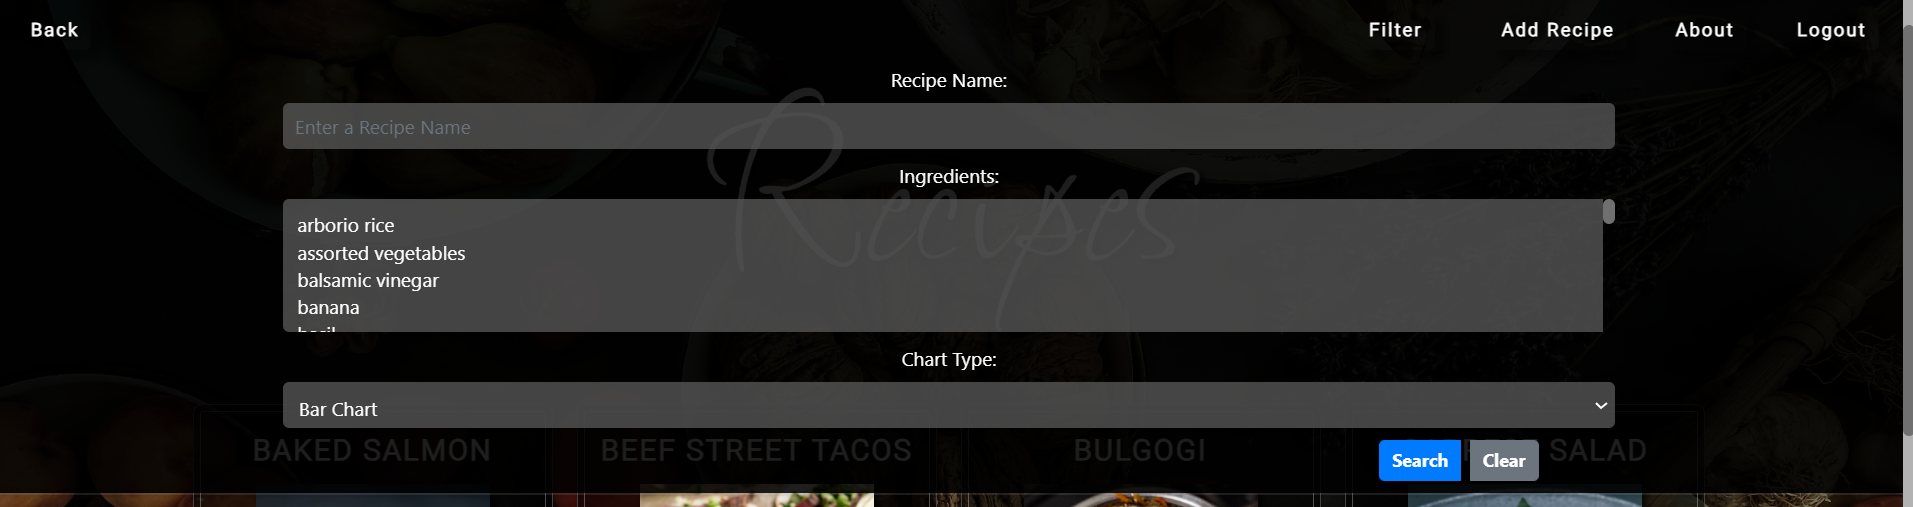 Back
Filter
Add Recipe
About
Logout
Recipe Name:
Enter a Recipe Name
Recipes
Ingredients:
arborio rice
assorted vegetables
balsamic vinegar
banana
basil
Chart Type:
Bar Chart
BAKED SALMON
BEEF STREET TACOS
BULGOGI
SALAD
Search
Clear